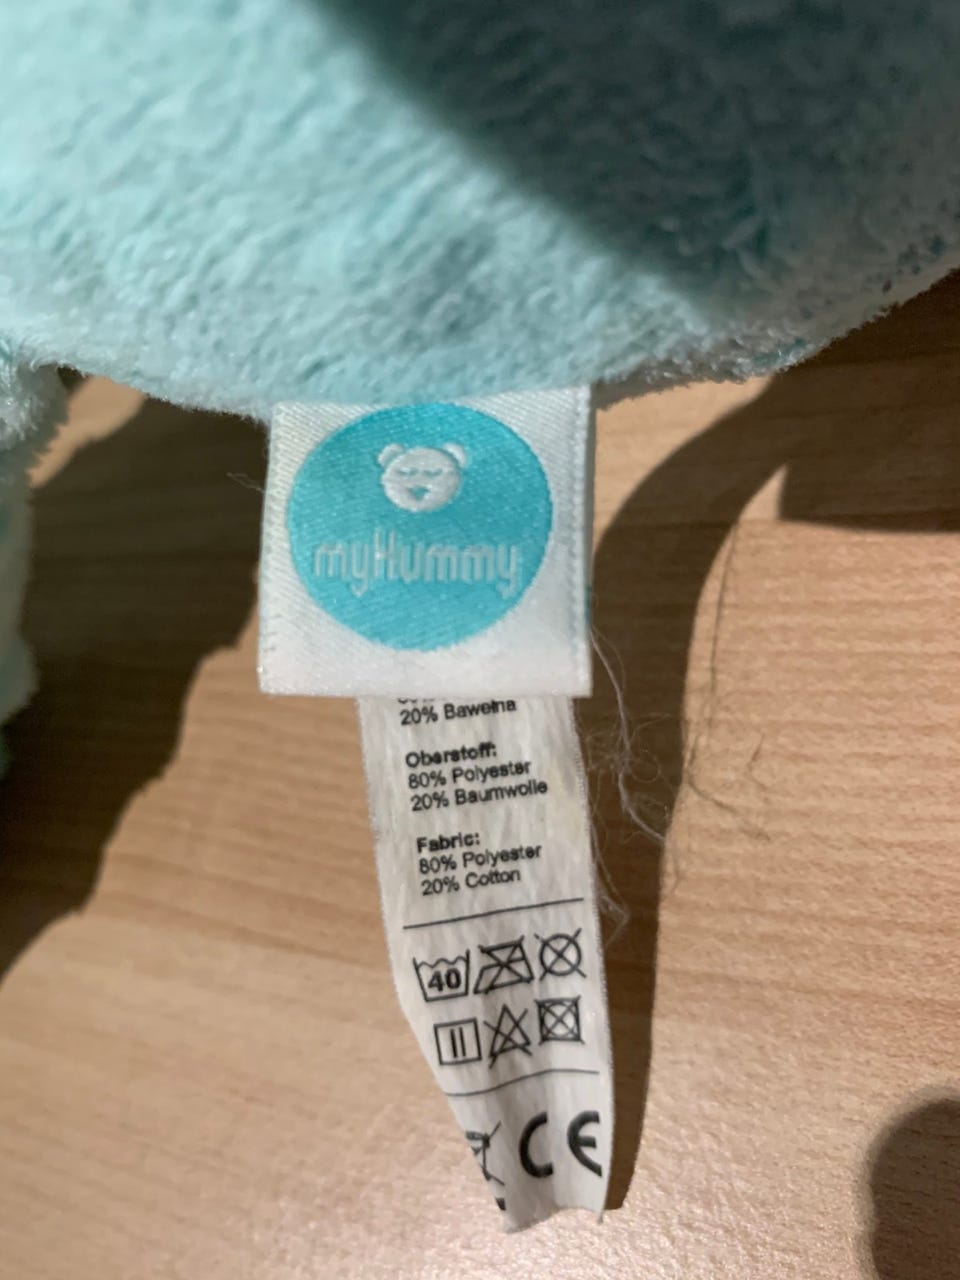 myHummy
20% Bawełna
Oberstoff:
80% Polyester
20% Baumwolle
Fabric:
80% Polyester
20% Cotton
40
CE